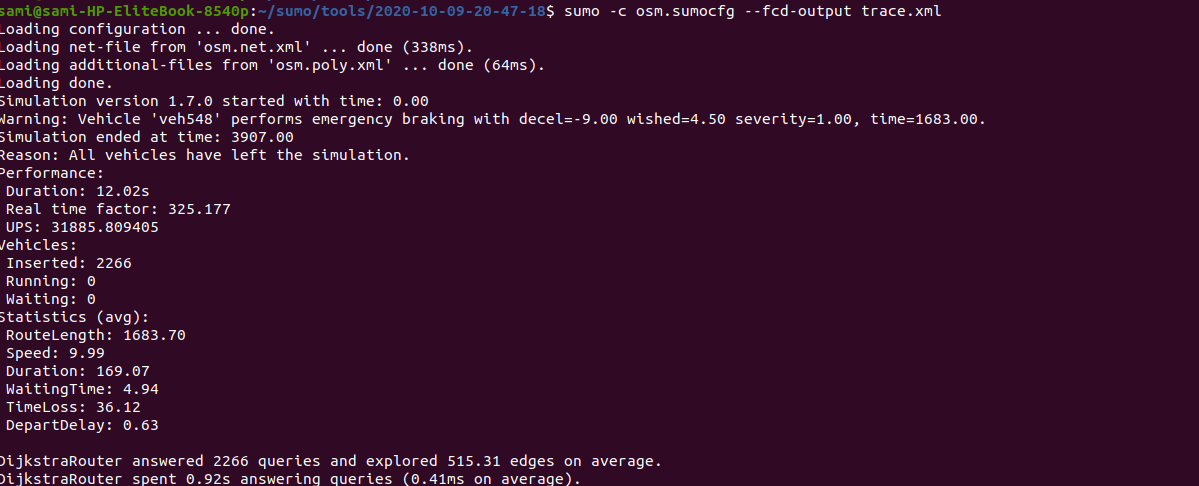 sami@sami-HP-EliteBook-8540p:~/sumo/tools/2020-10-09-20-47-18$ sumo -c osm.sumocfg --fcd-output trace.xml
Loading configuration ... done.
Loading net-file from 'osm.net.xml' ... done (338ms).
Loading additional-files from 'osm.poly.xml' ... done (64ms).
Loading done.
Simulation version 1.7.0 started with time: 0.00
Warning: Vehicle 'veh548' performs emergency braking with decel=-9.00 wished=4.50 severity=1.00, time=1683.00.
Simulation ended at time: 3907.00
Reason: All vehicles have left the simulation.
Performance:
Duration: 12.02s
Real time factor: 325.177
UPS: 31885.809405
Vehicles:
Inserted: 2266
Running: 0
Waiting: 0
Statistics (avg):
RouteLength: 1683.70
Speed: 9.99
Duration: 169.07
WaitingTime: 4.94
TimeLoss: 36.12
DepartDelay: 0.63
DijkstraRouter answered 2266 queries and explored 515.31 edges on average.
DijkstraRouter spent 0.92s answering queries (0.41ms on average).